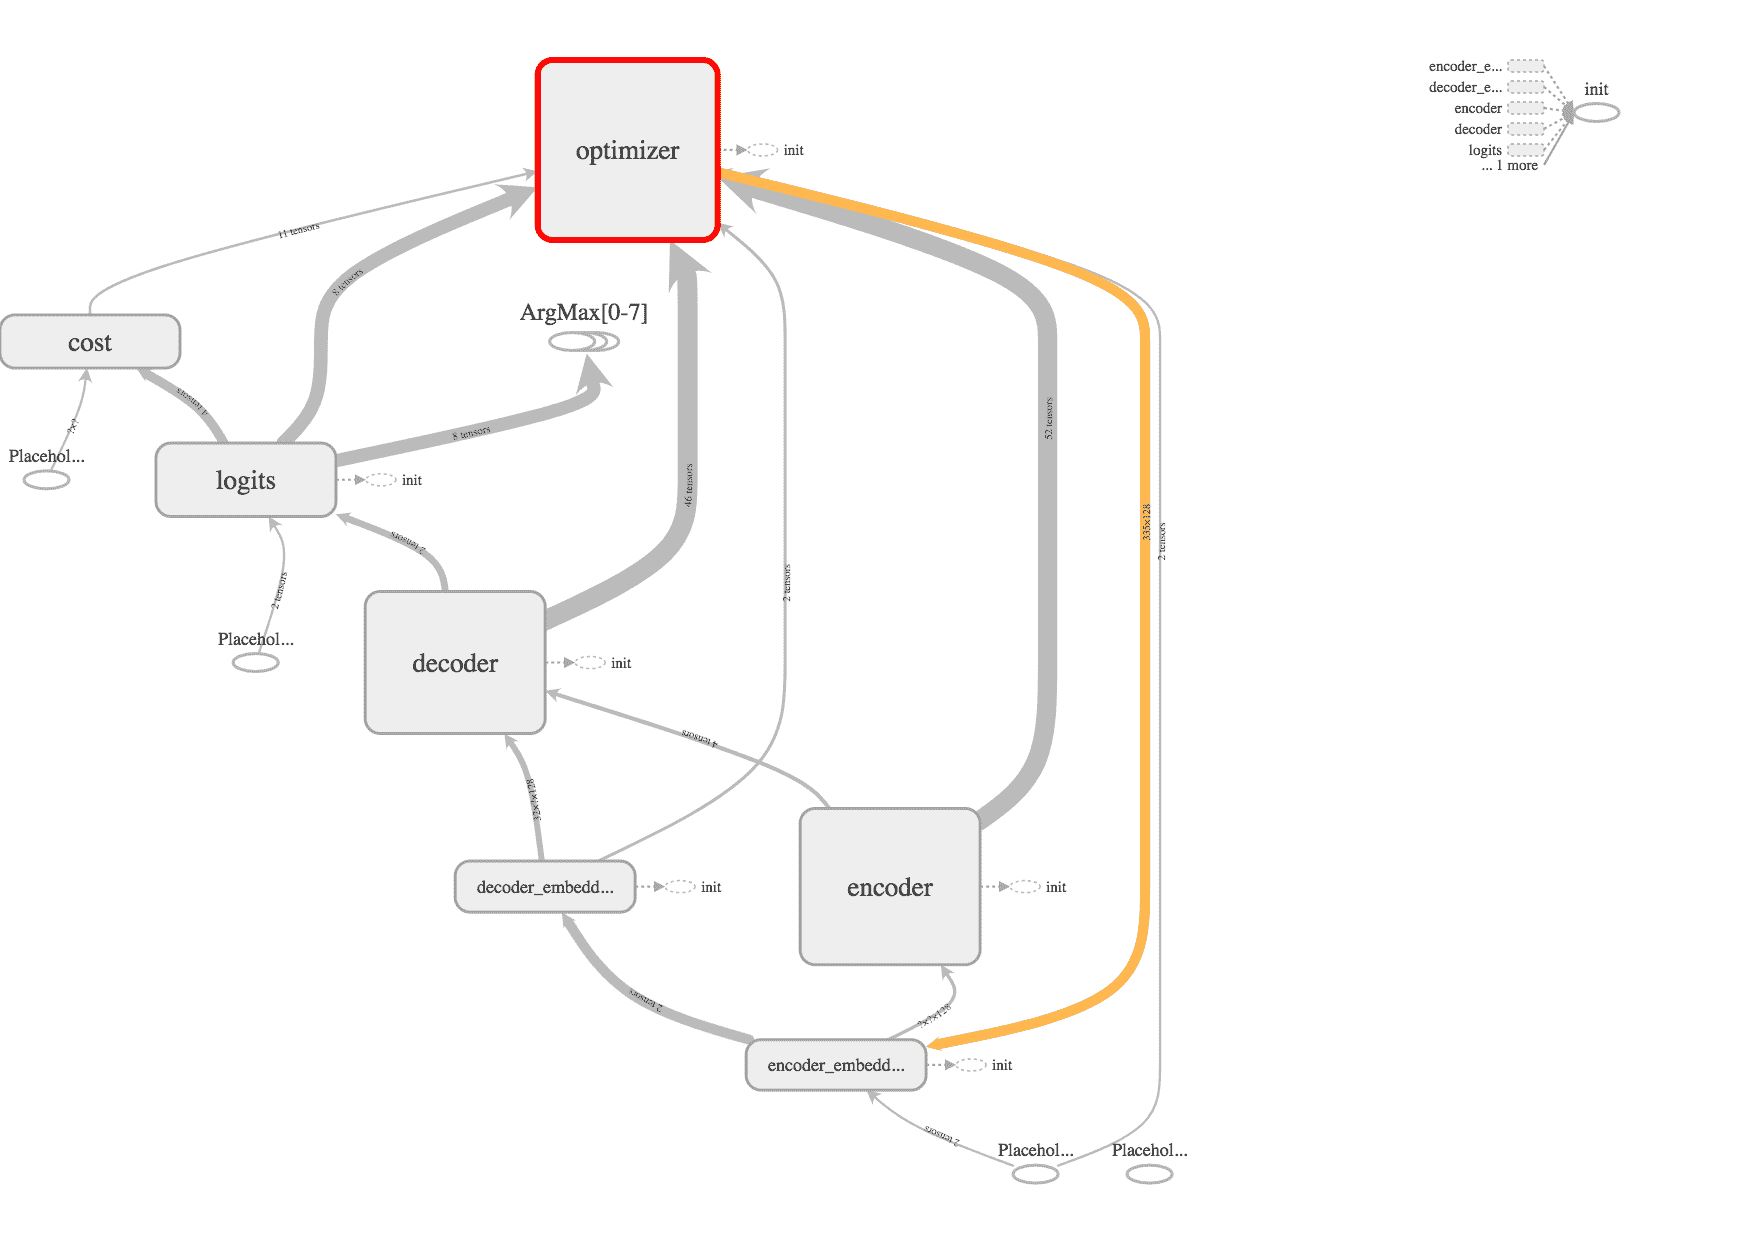 encoder_e...
decoder_e...
init
encoder
decoder
optimizer
init
logits
... 1 more
11 tensors
8 tensors
ArgMax[0-7]
cost
4 tensors
52 tensors
?x?
8 tensors
Placehol...
logits
init
46 tensors
335×128
2 tensors
2 tensors
2 tensors
2 tensors
Placehol...
decoder
init
4 tensors
32×?×128
decoder_embedd...
init
encoder
init
2 tensors
?×?×128
encoder_embedd...
init
2 tensors
Placehol...
Placehol...